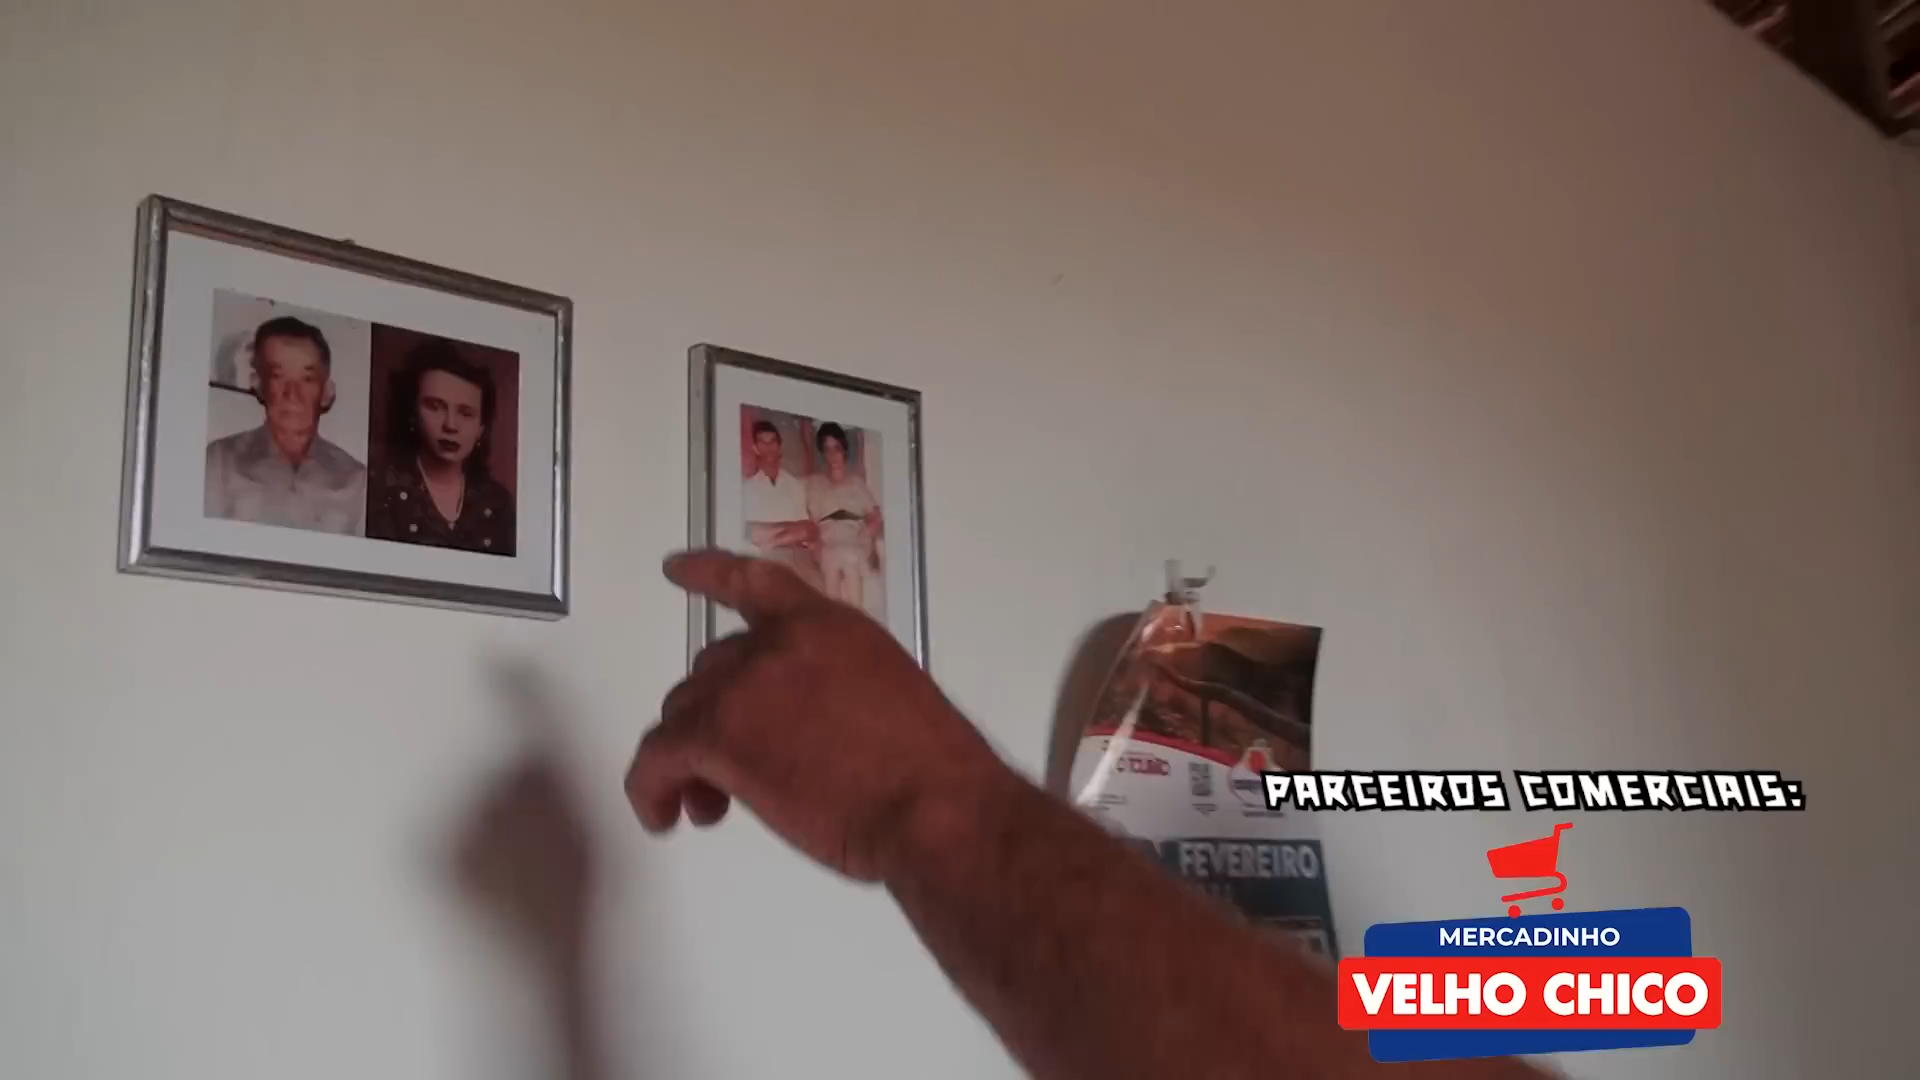 FEVEREIRO
PARCEIROS COMERCIAIS:
MERCADINHO
VELHO CHICO